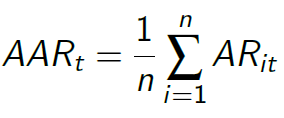 AAR_t = \frac{1}{n} \sum_{i=1}^{n} AR_{it}